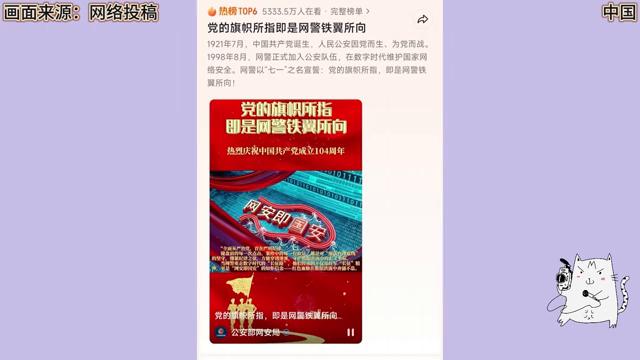 画面来源：网络投稿
中国
热榜TOP6 5333.5万人在看·完整榜单>
党的旗帜所指即是网警铁翼所向
1921年7月，中国共产党诞生，人民公安因党而生、为党而战。
1998年8月，网警正式加入公安队伍，在数字时代维护国家网
络安全。网警以“七一”之名宣誓：党的旗帜所指，即是网警铁
翼所向！
党的旗帜所指
即是网警铁翼所向
热烈庆祝中国共产党成立104周年
网安即国安
党的旗帜所指，即是网警铁翼所向...
公安部网安局